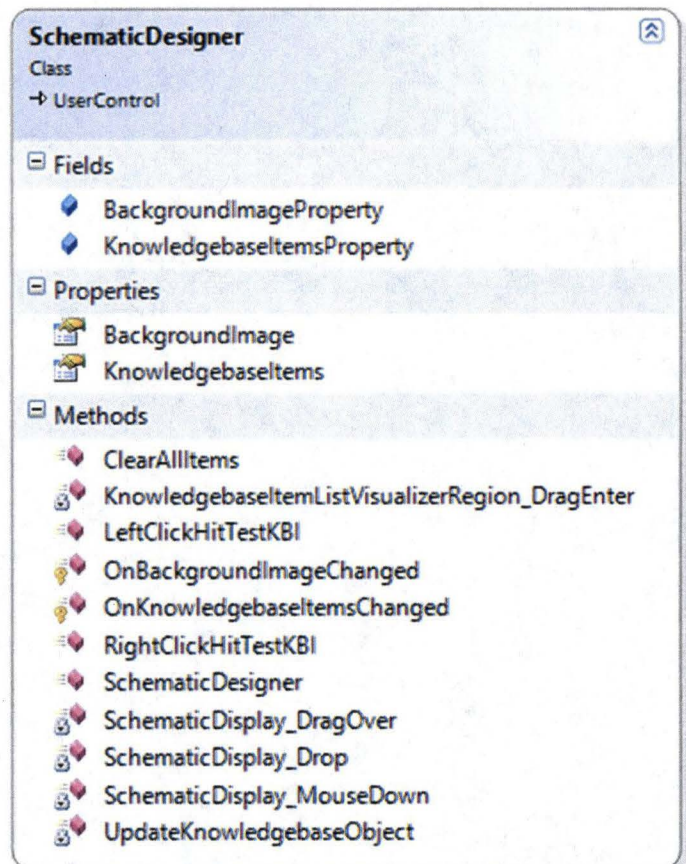 SchematicDesigner
Class
UserControl
Fields
BackgroundImageProperty
KnowledgebaseItemsProperty
Properties
BackgroundImage
KnowledgebaseItems
Methods
ClearAllItems
KnowledgebaseItemListVisualizerRegion_DragEnter
LeftClickHitTestKBI
OnBackgroundImageChanged
OnKnowledgebaseItemsChanged
RightClickHitTestKBI
SchematicDesigner
SchematicDisplay_DragOver
SchematicDisplay_Drop
SchematicDisplay_MouseDown
UpdateKnowledgebaseObject